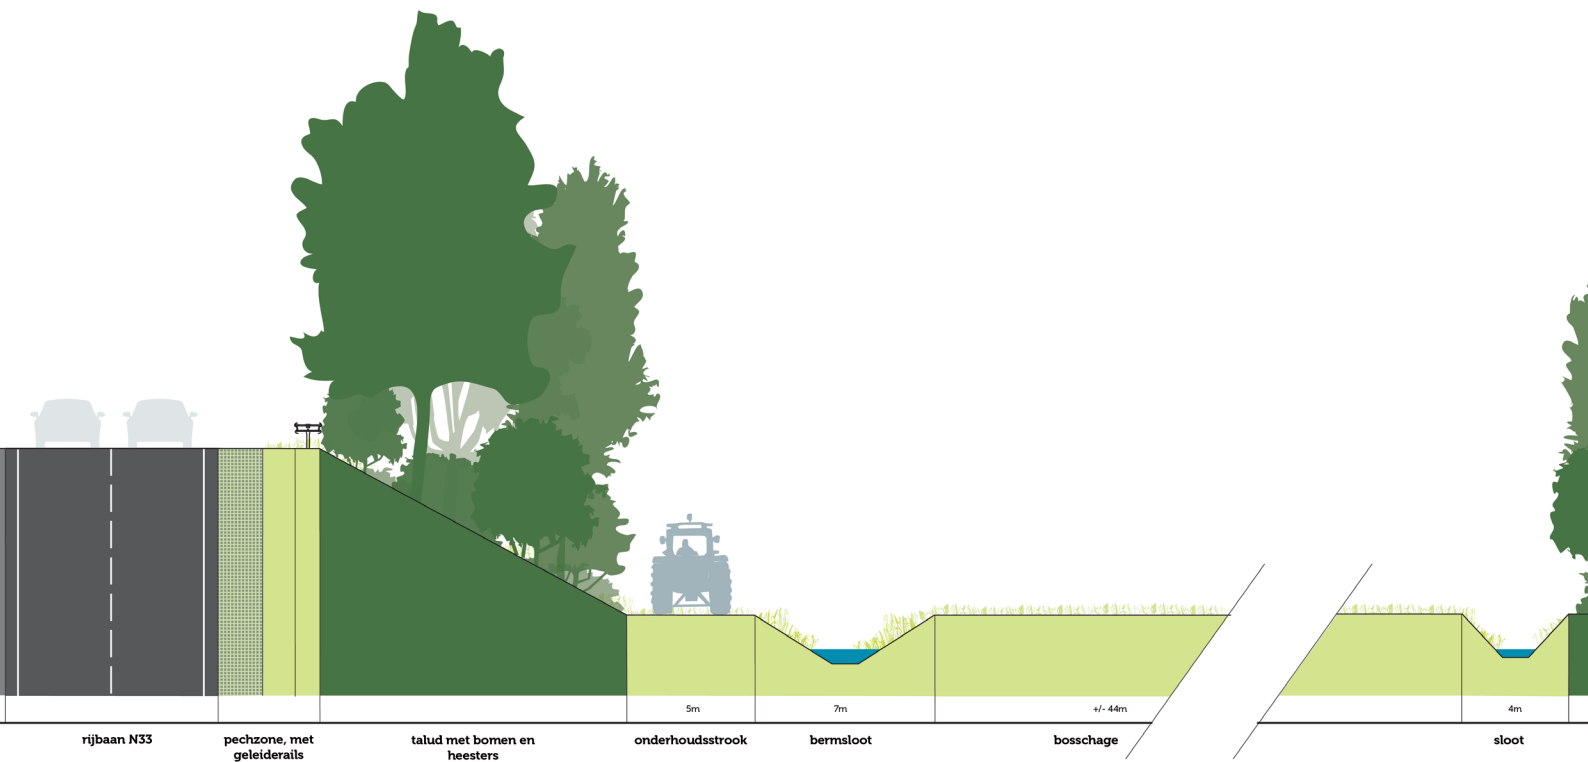 5m
7m
+/- 44m
4m
rijbaan N33
pechzone, met
geleiderails
talud met bomen en
heesters
onderhoudsstrook
bermsloot
bosschage
sloot